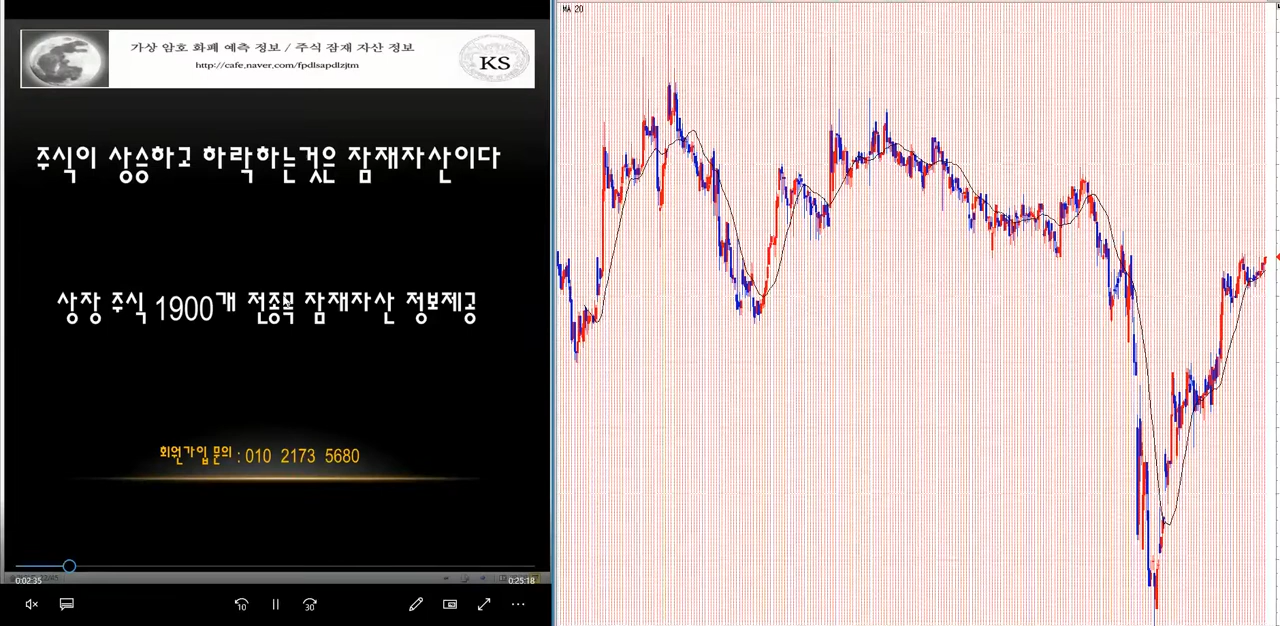 가상 암호 화폐 예측 정보 / 주식 잠재 자산 정보
http://cafe.naver.com/fpdlsapdlzjtm
KS
주식이 상승하고 하락하는것은 잠재자산이다
상장 주식 1900개 전종목 잠재자산 정보제공
회원가입 문의 : 010 2173 5680
0:02:35
0:25:18
10
30
MA 20